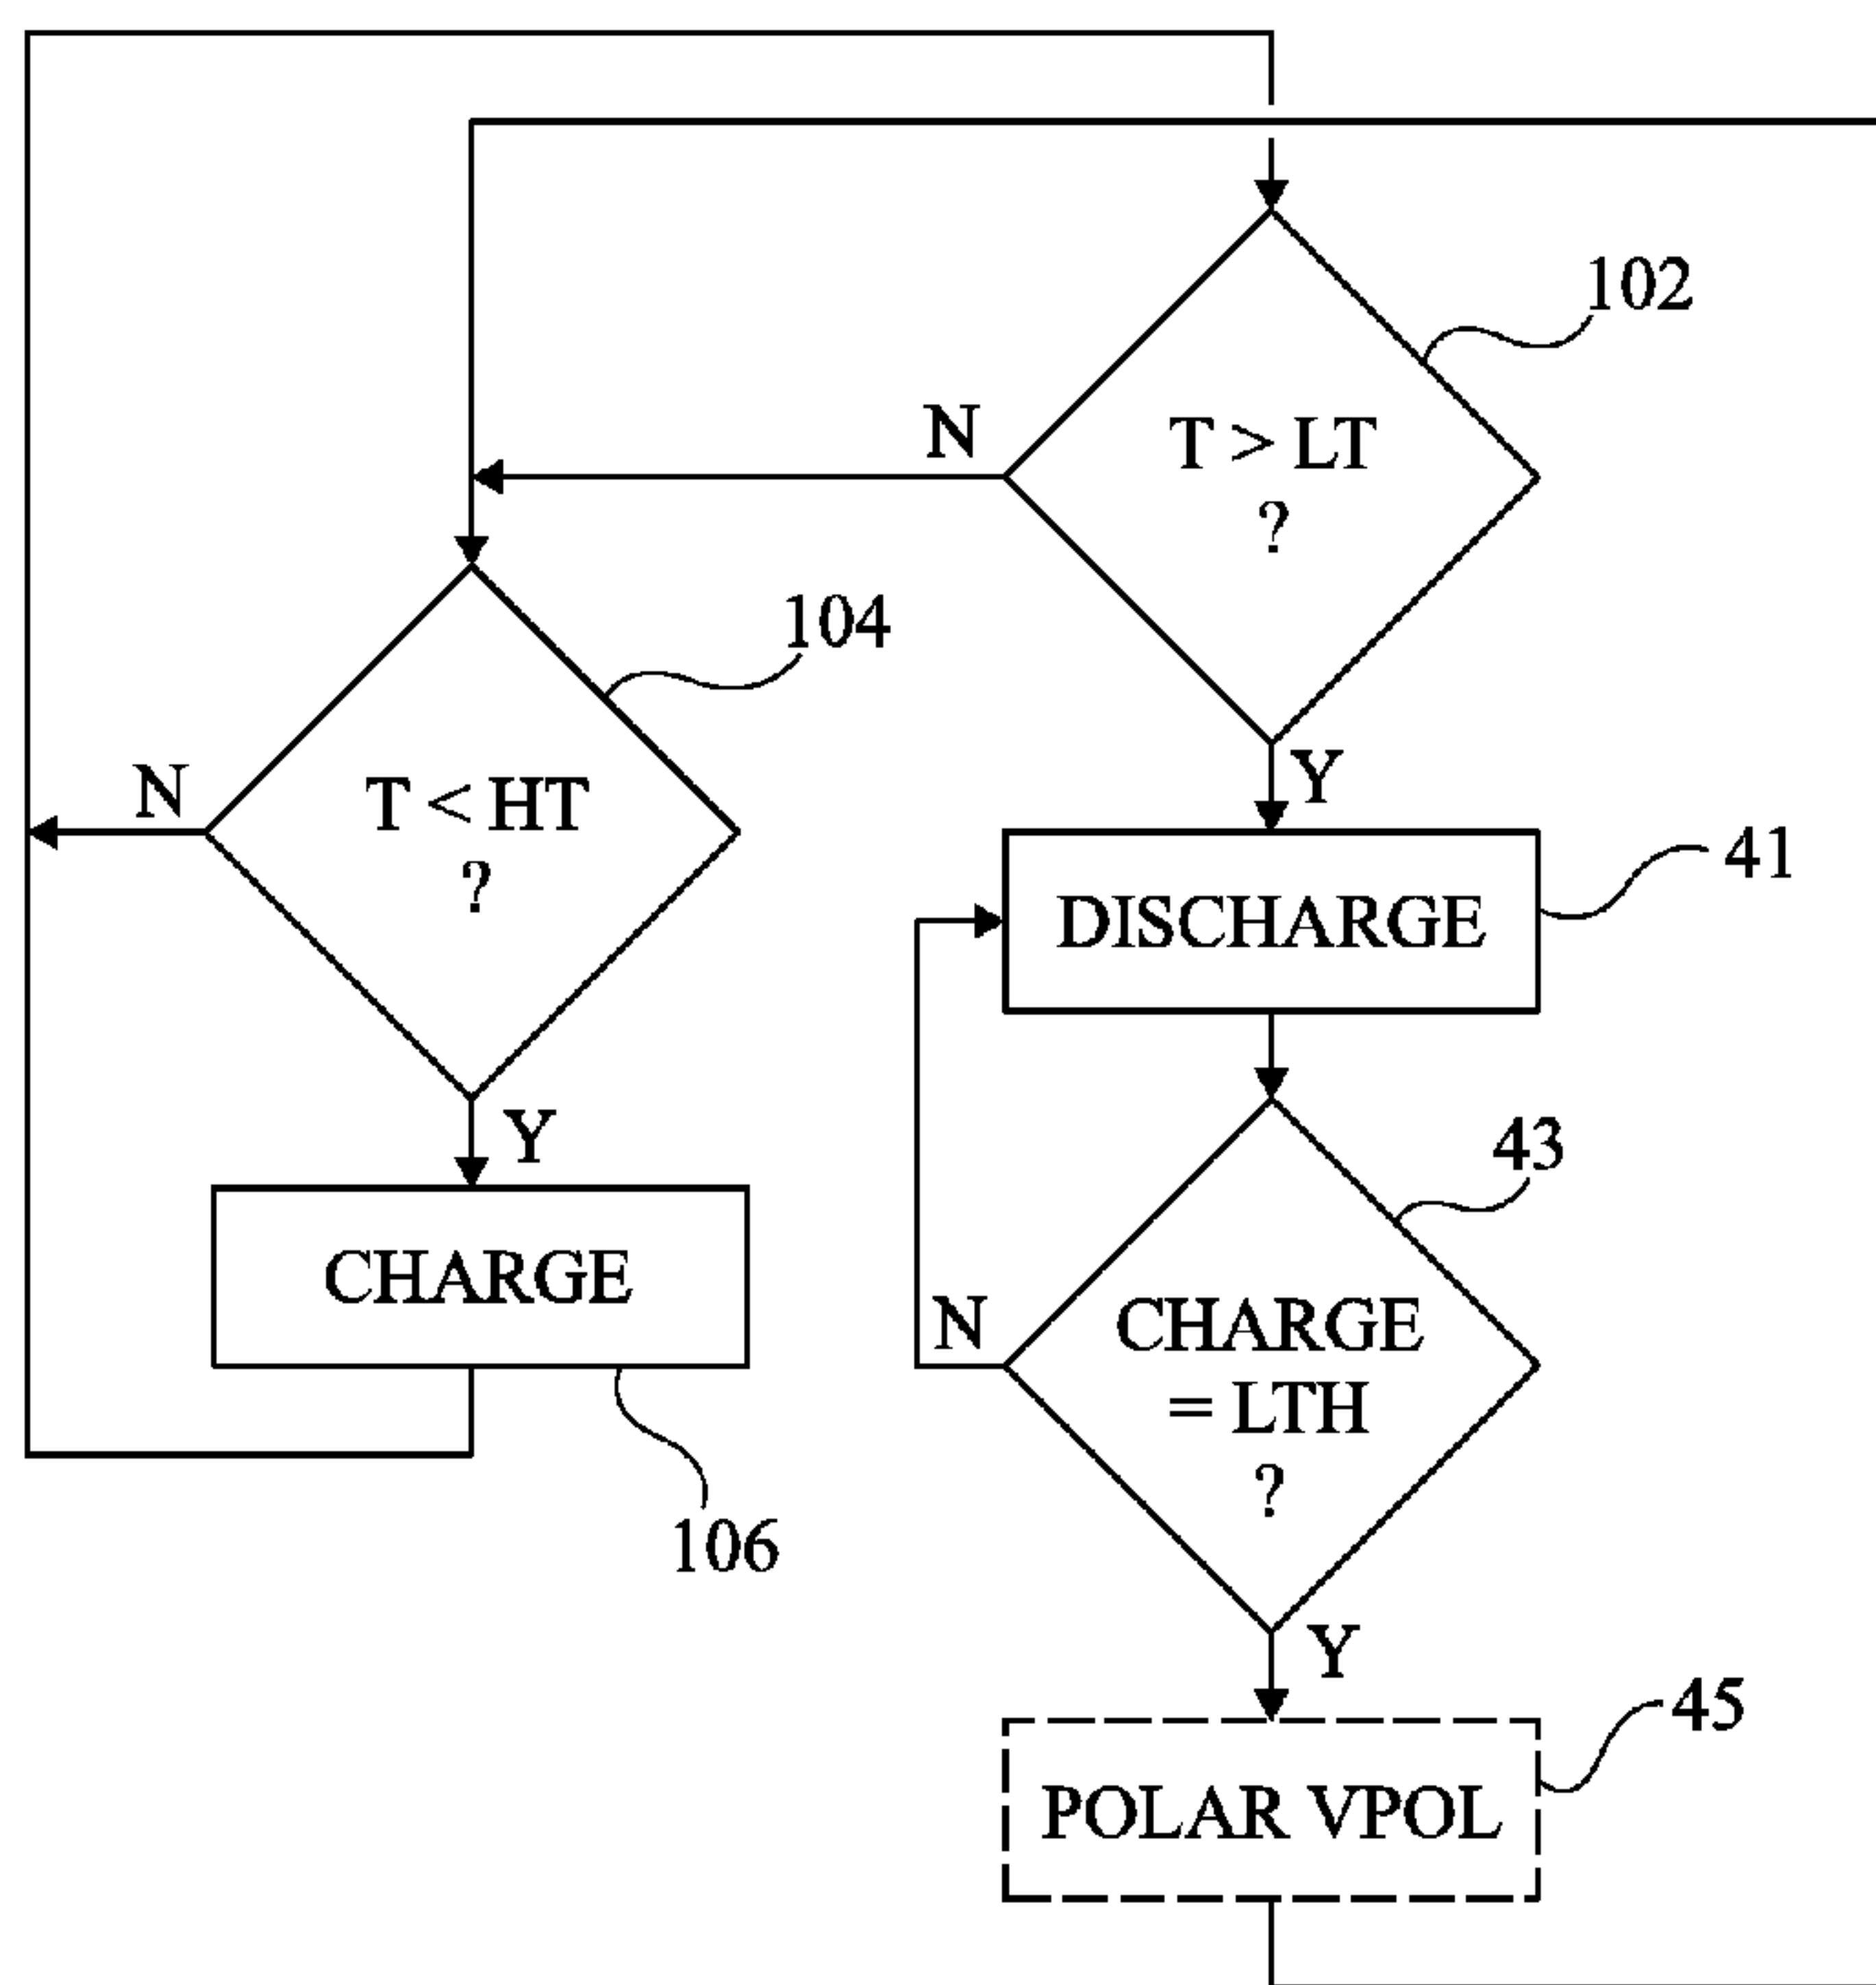 102
N
T > LT
?
104
N
T < HT
?
Y
41
DISCHARGE
Y
CHARGE
106
43
N
CHARGE
= LTH
?
Y
45
POLAR VPOL